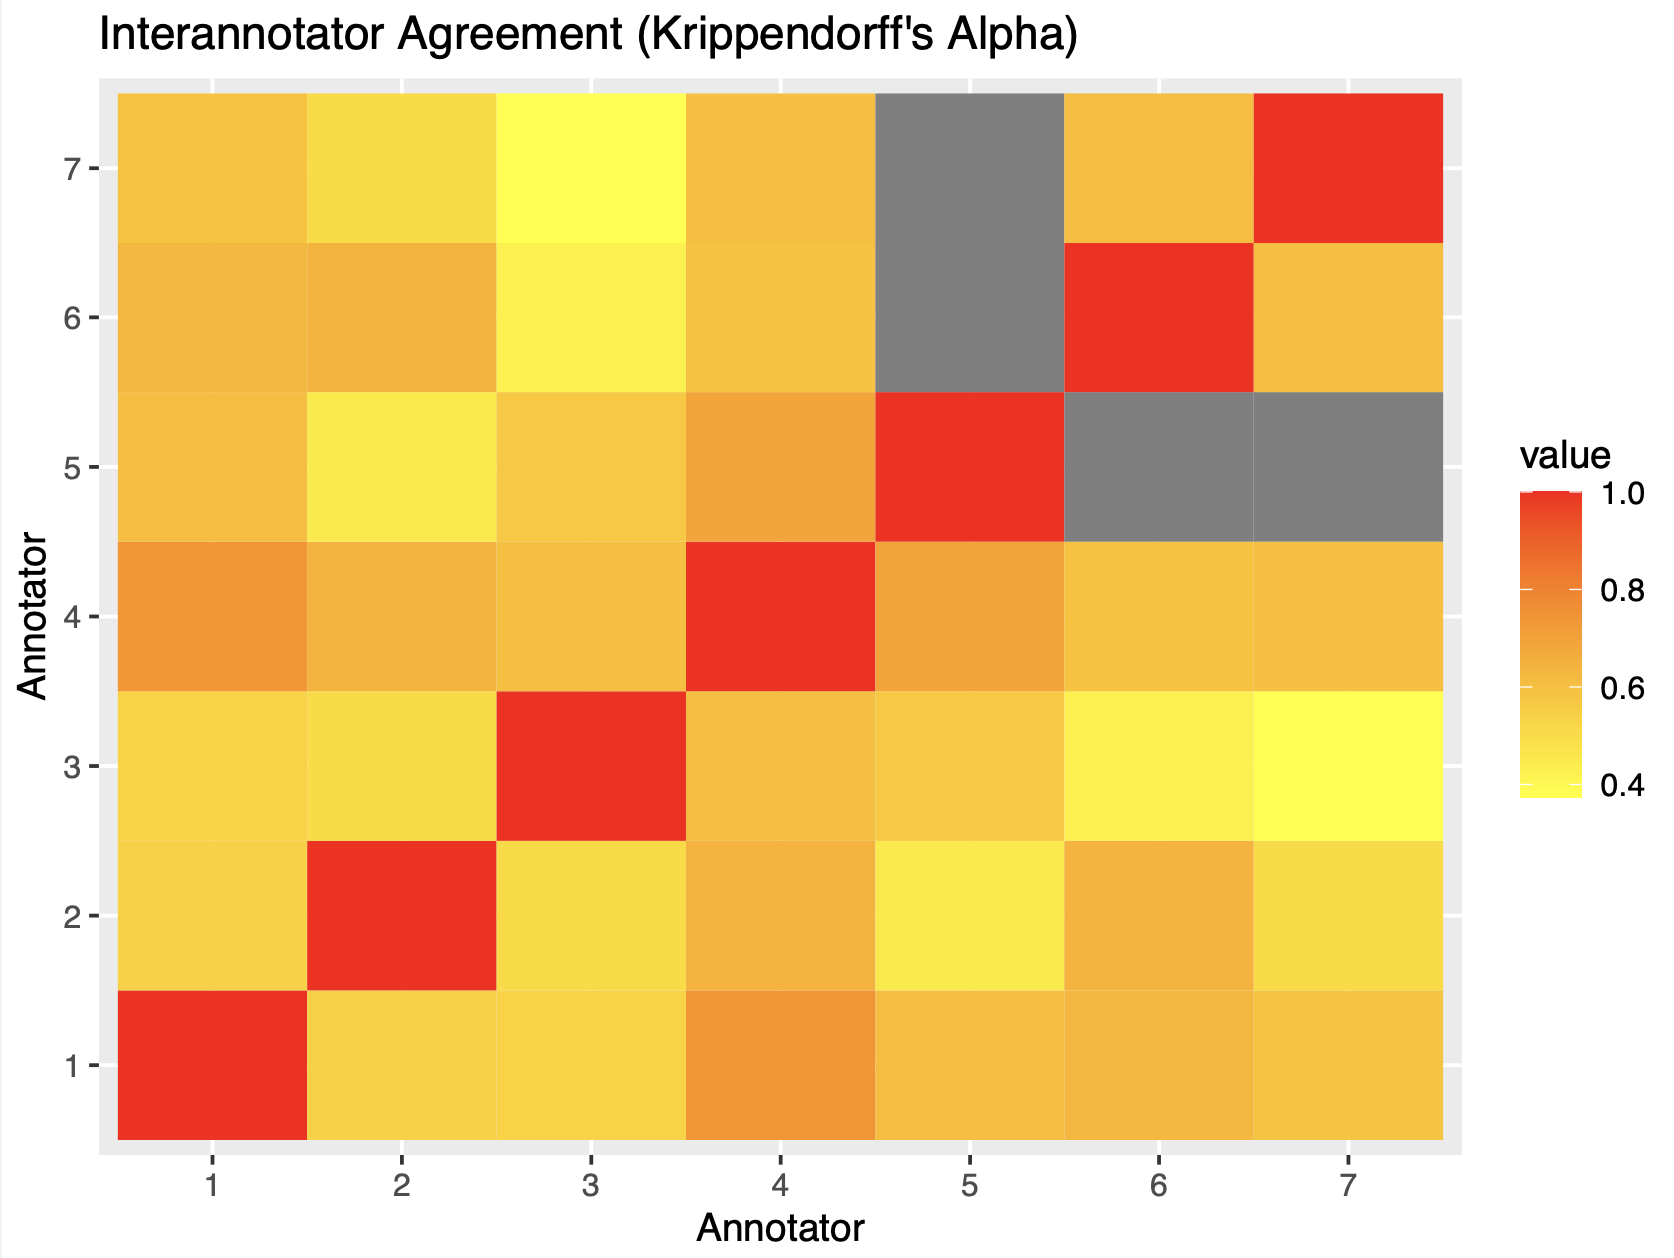 Interannotator Agreement (Krippendorff's Alpha)
Annotator
7
6
5
4
3
2
1
1 2 3 4 5 6 7
Annotator
value
1.0
0.8
0.6
0.4